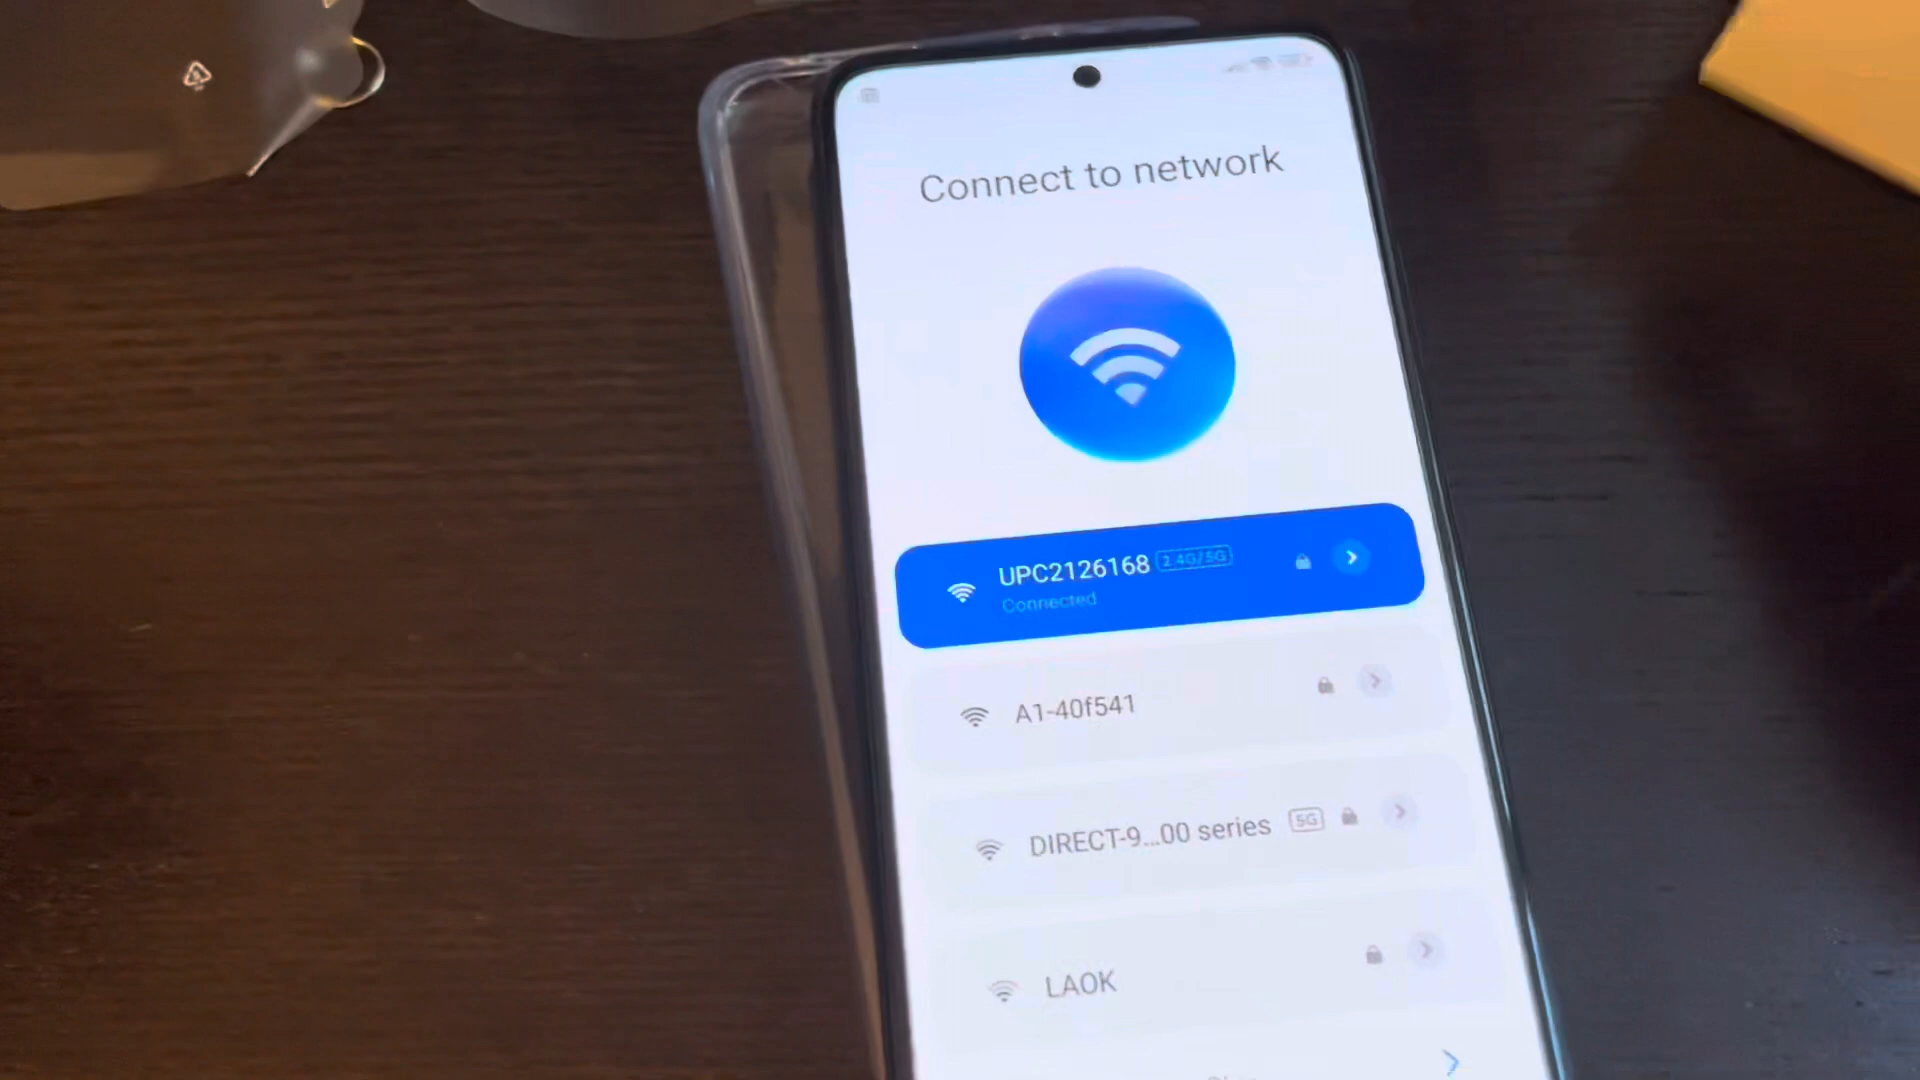 Connect to network
UPC2126168 2.4G/5G
Connected
A1-40f541
DIRECT-9...00 series 5G
LAOK